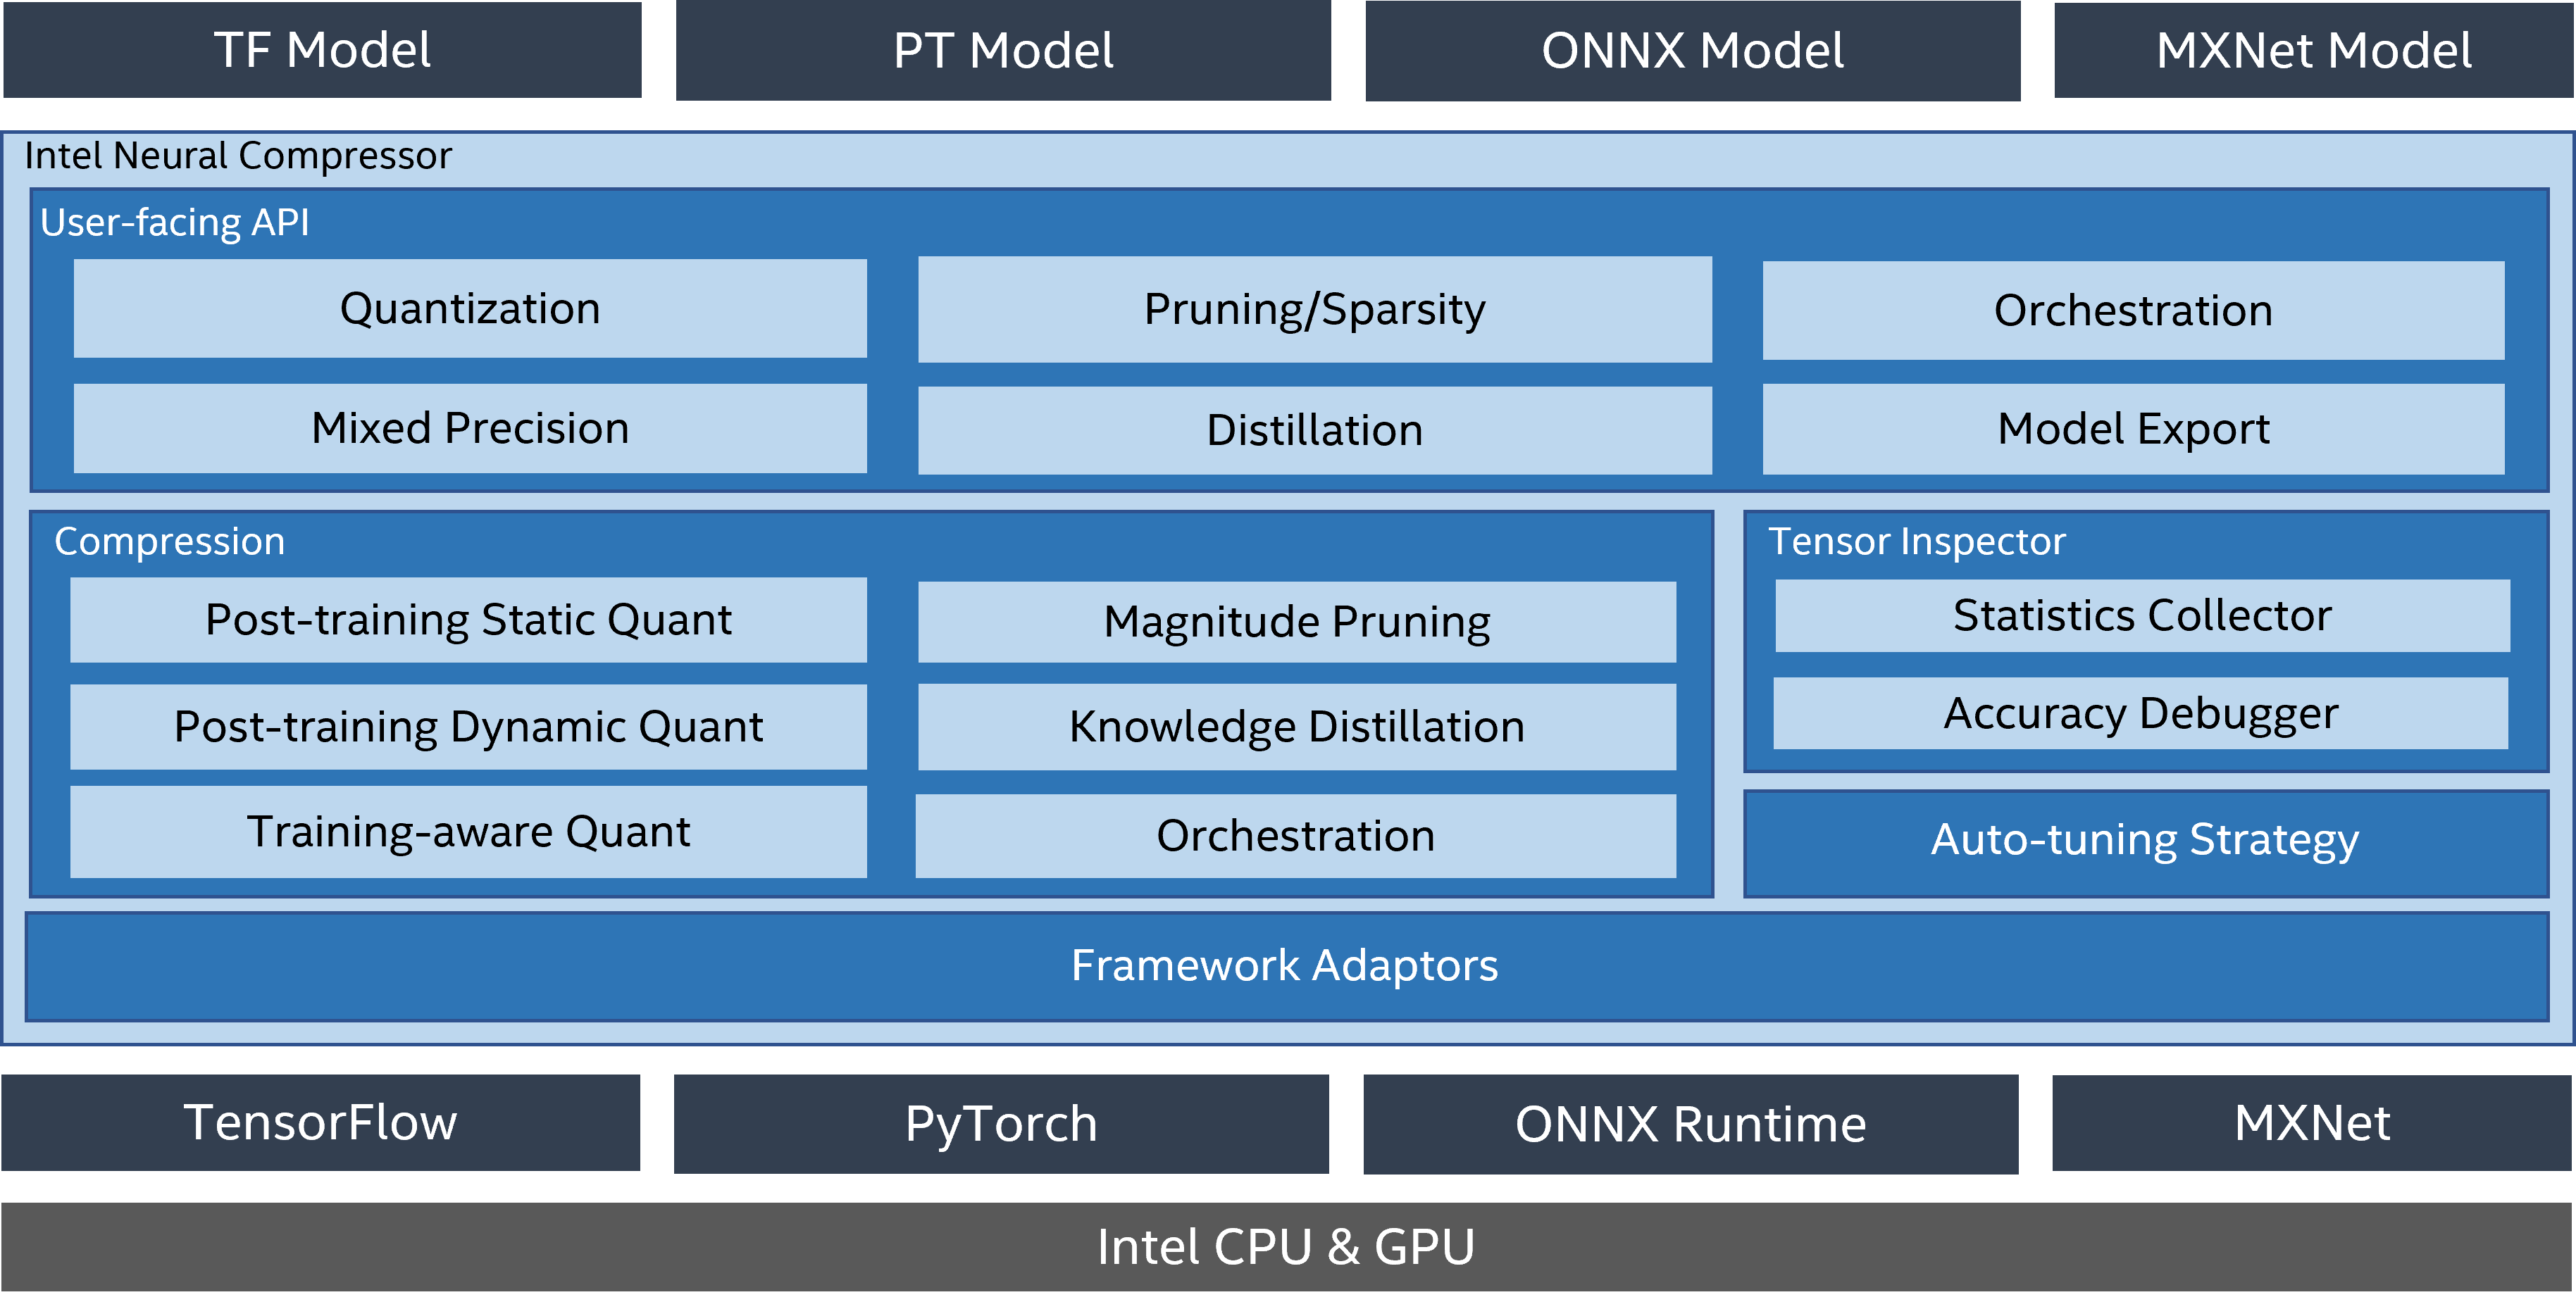 TF Model
PT Model
ONNX Model
MXNet Model
Intel Neural Compressor
User-facing API
Quantization
Pruning/Sparsity
Orchestration
Mixed Precision
Distillation
Model Export
Compression
Post-training Static Quant
Magnitude Pruning
Post-training Dynamic Quant
Knowledge Distillation
Training-aware Quant
Orchestration
Tensor Inspector
Statistics Collector
Accuracy Debugger
Auto-tuning Strategy
Framework Adaptors
TensorFlow
PyTorch
ONNX Runtime
MXNet
Intel CPU & GPU